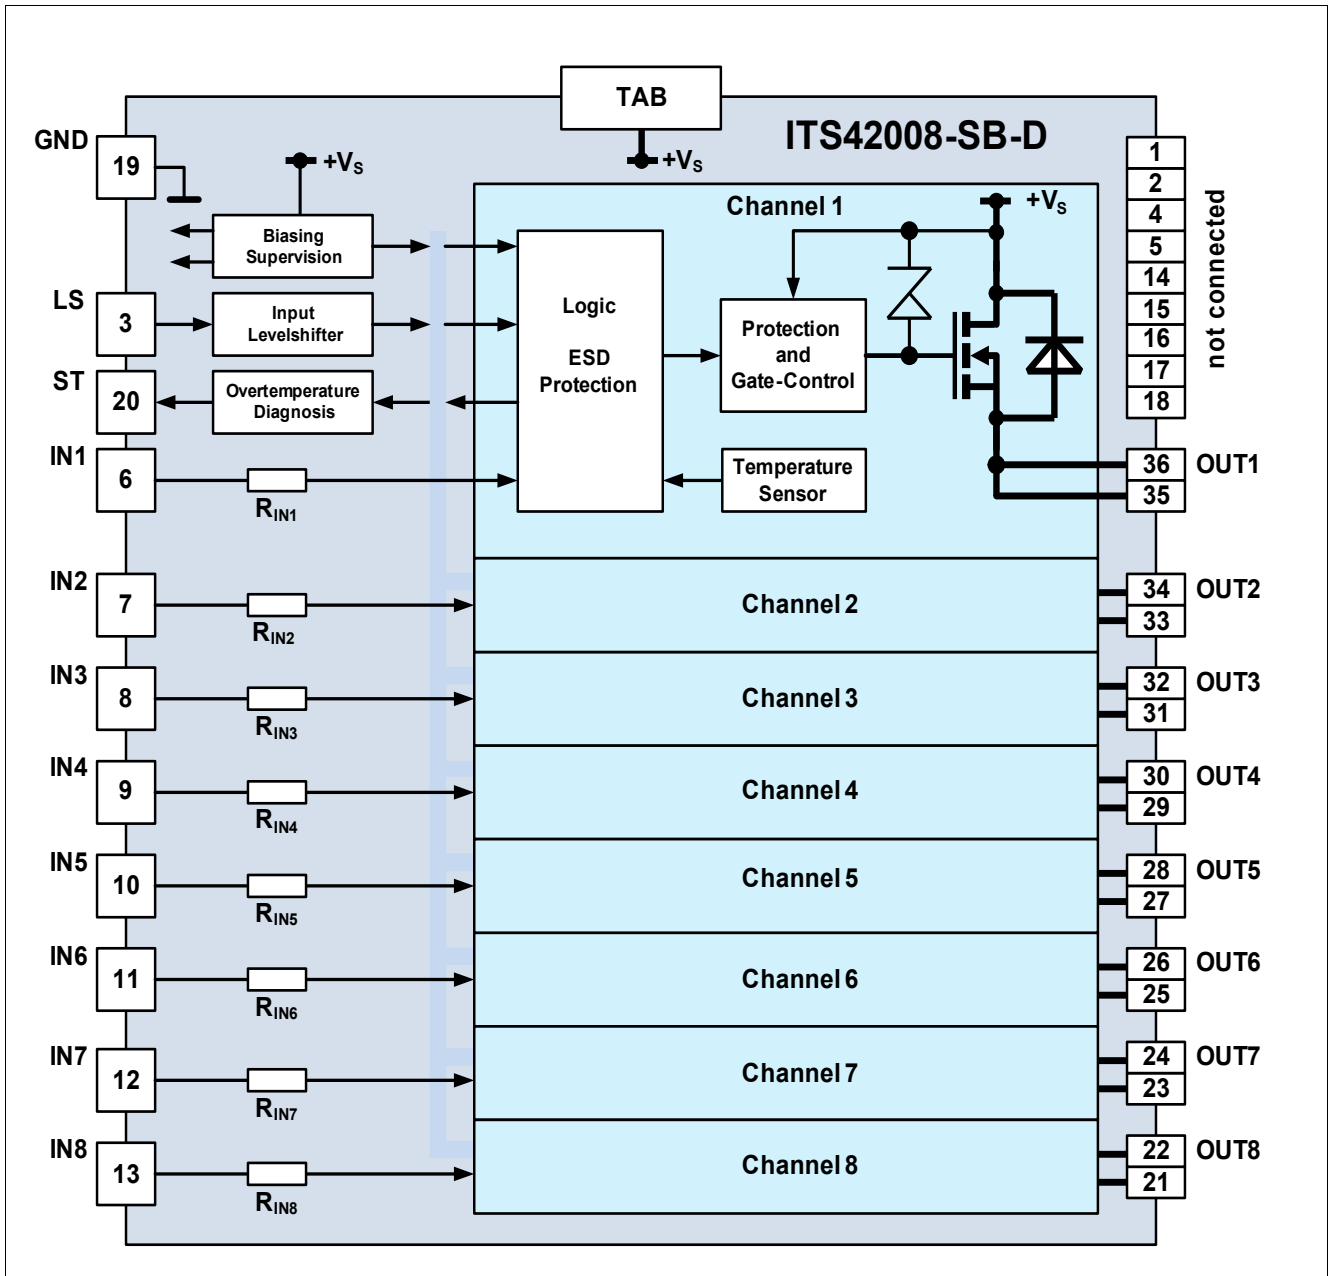 TAB
ITS42008-SB-D
GND
19
+VS
+VS
1
2
4
5
14
15
16
17
18
not connected
Channel 1
+VS
Biasing
Supervision
LS
3
Input
Levelshifter
ST
20
Overtemperature
Diagnosis
Logic
ESD
Protection
Protection
and
Gate-Control
Temperature
Sensor
IN1
6
RIN1
36
35
OUT1
IN2
7
RIN2
Channel 2
34
33
OUT2
IN3
8
RIN3
Channel 3
32
31
OUT3
IN4
9
RIN4
Channel 4
30
29
OUT4
IN5
10
RIN5
Channel 5
28
27
OUT5
IN6
11
RIN6
Channel 6
26
25
OUT6
IN7
12
RIN7
Channel 7
24
23
OUT7
IN8
13
RIN8
Channel 8
22
21
OUT8